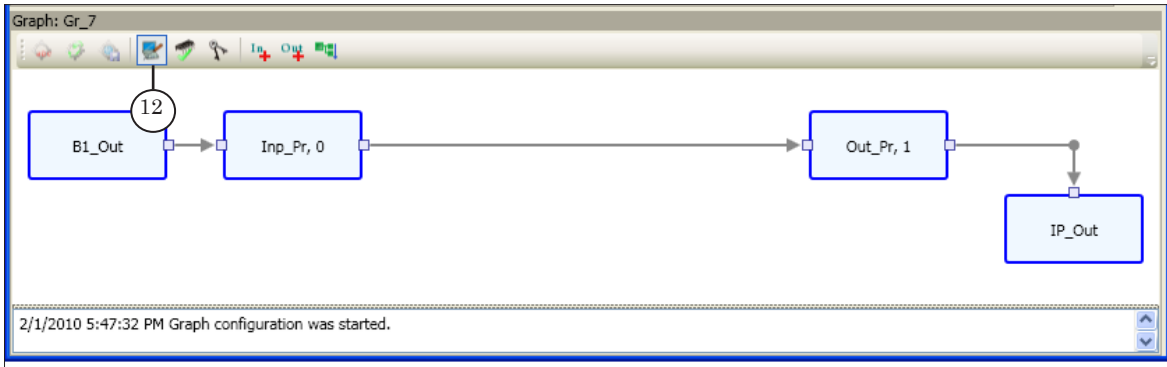 Graph: Gr_7
In Out
12
B1_Out Inp_Pr, 0 Out_Pr, 1
IP_Out
2/1/2010 5:47:32 PM Graph configuration was started.